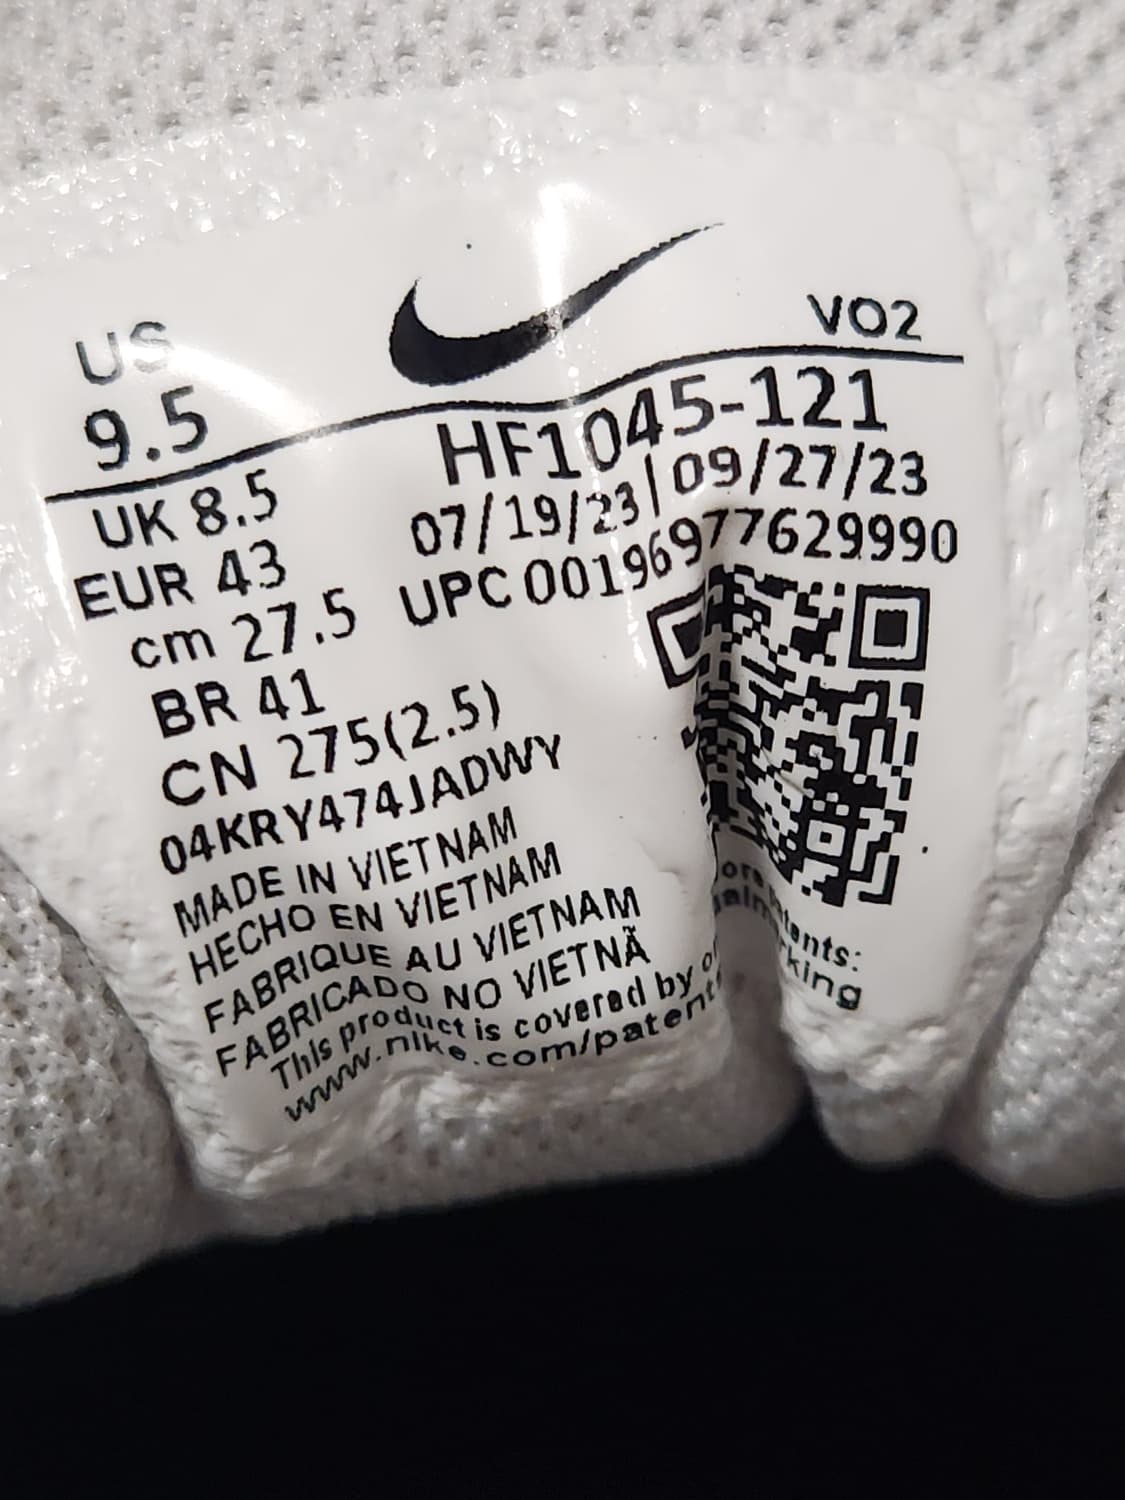 US
9.5
VO2
HF1045-121
07/19/23|09/27/23
UPC 00196977629990
UK 8.5
EUR 43
cm 27.5
BR 41
CN 275(2.5)
04KRY474JADWY
MADE IN VIETNAM
HECHO EN VIETNAM
FABRIQUE AU VIETNAM
FABRICADO NO VIETNÃ
This product is covered by
www.nike.com/patent